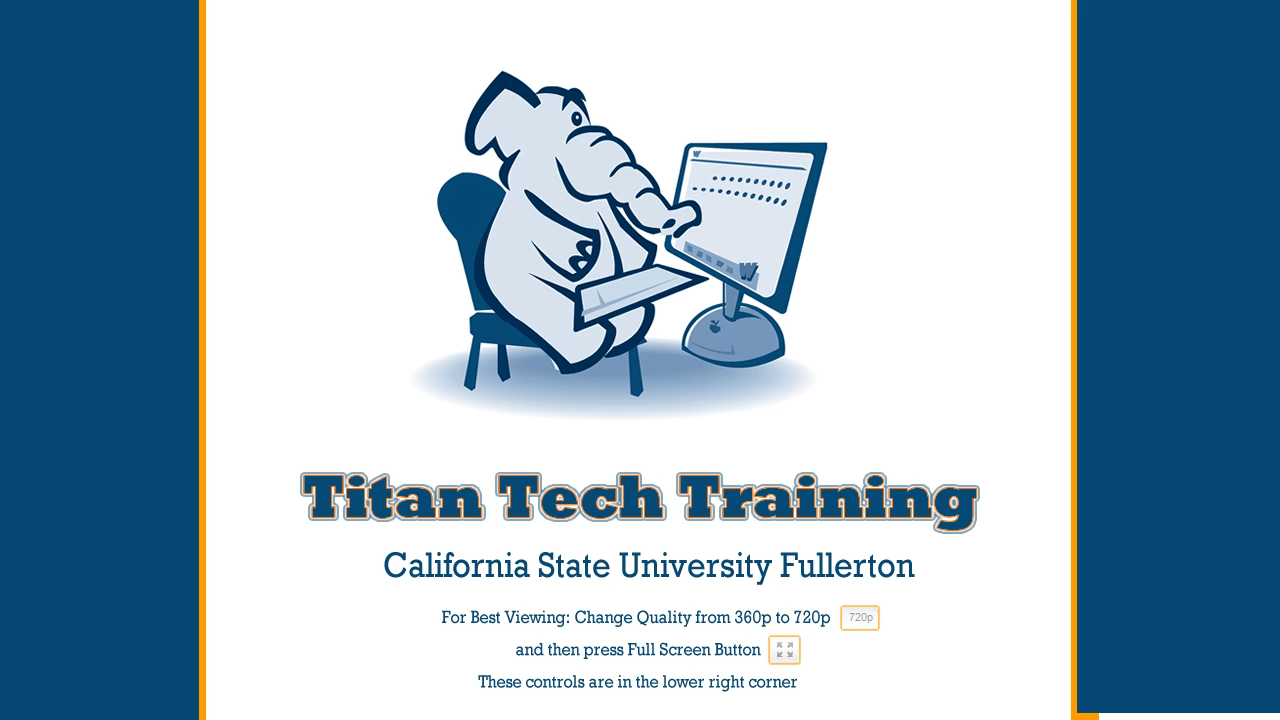 W
W
Titan Tech Training
California State University Fullerton
For Best Viewing: Change Quality from 360p to 720p 720p
and then press Full Screen Button
These controls are in the lower right corner